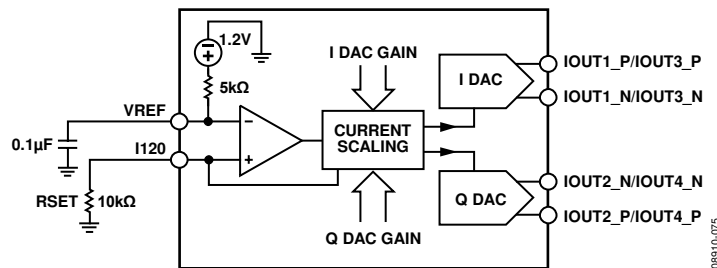 1.2V
I DAC GAIN
5kΩ
VREF
0.1µF
I120
RSET
10kΩ
−
+
CURRENT
SCALING
I DAC
Q DAC
Q DAC GAIN
IOUT1_P/IOUT3_P
IOUT1_N/IOUT3_N
IOUT2_N/IOUT4_N
IOUT2_P/IOUT4_P
08910-075